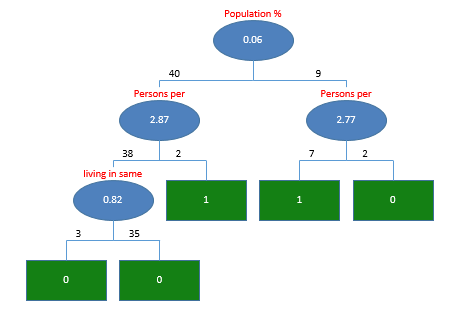 Population %
0.06
40 9
Persons per Persons per
2.87 2.77
38 2 7 2
living in same
0.82 1 1 0
3 35
0 0